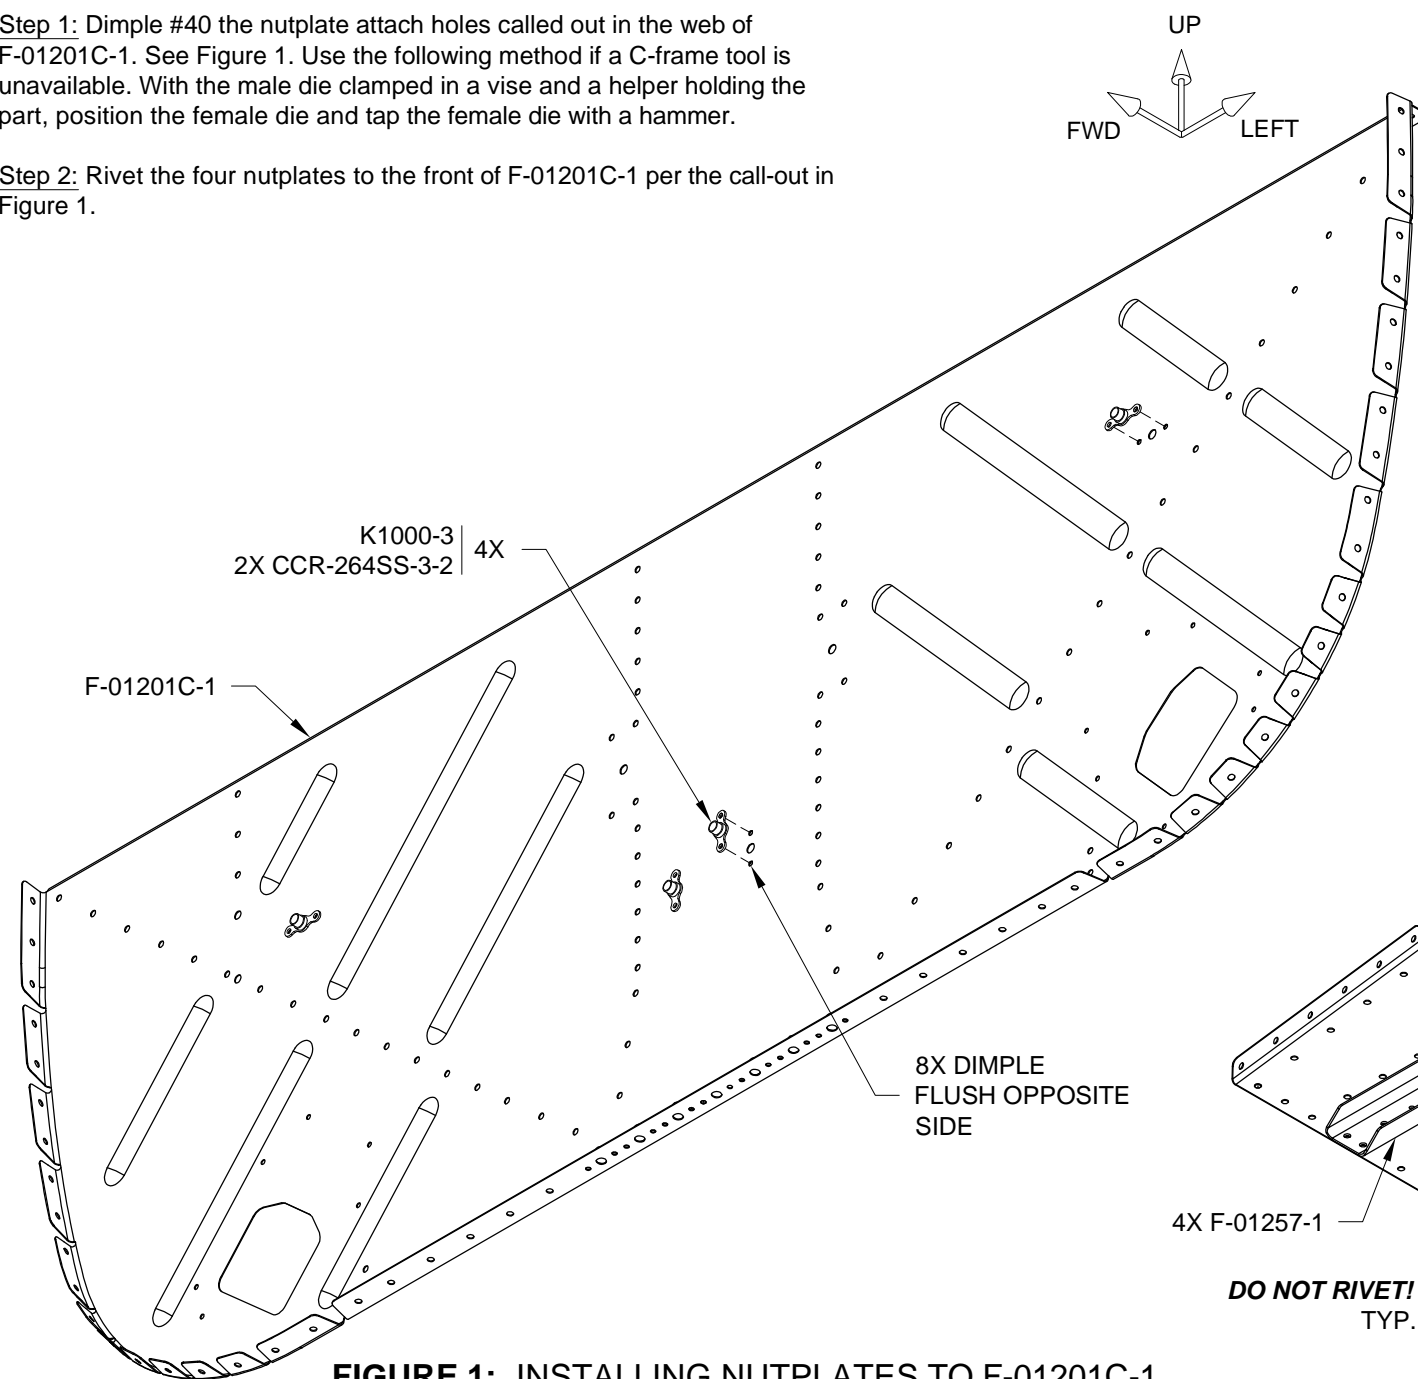 Step 1: Dimple #40 the nutplate attach holes called out in the web of
F-01201C-1. See Figure 1. Use the following method if a C-frame tool is
unavailable. With the male die clamped in a vise and a helper holding the
part, position the female die and tap the female die with a hammer.
Step 2: Rivet the four nutplates to the front of F-01201C-1 per the call-out in
Figure 1.
UP
FWD
LEFT
K1000-3
2X CCR-264SS-3-2
4X
F-01201C-1
8X DIMPLE
FLUSH OPPOSITE
SIDE
4X F-01257-1
DO NOT RIVET!
TYP.
FIGURE 1: INSTALLING NUTPLATES TO F-01201C-1